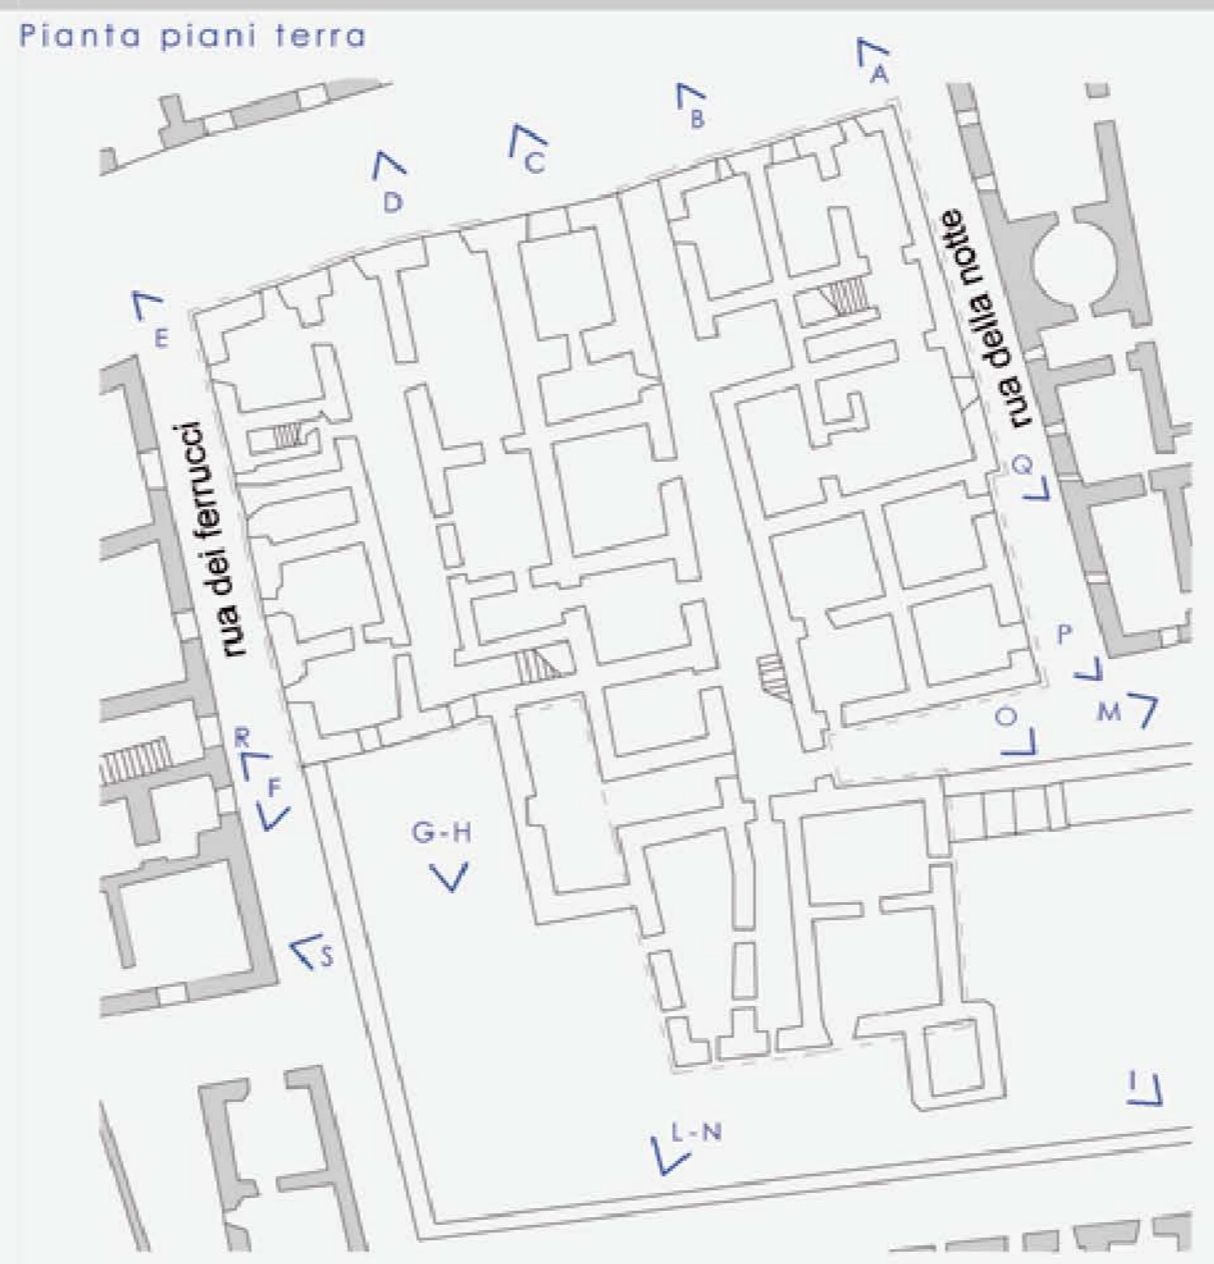 Pianta piani terra
A
B
C
D
E
rua della notte
rua dei ferrucci
Q
P
M
O
R
F
G-H
S
I
L-N